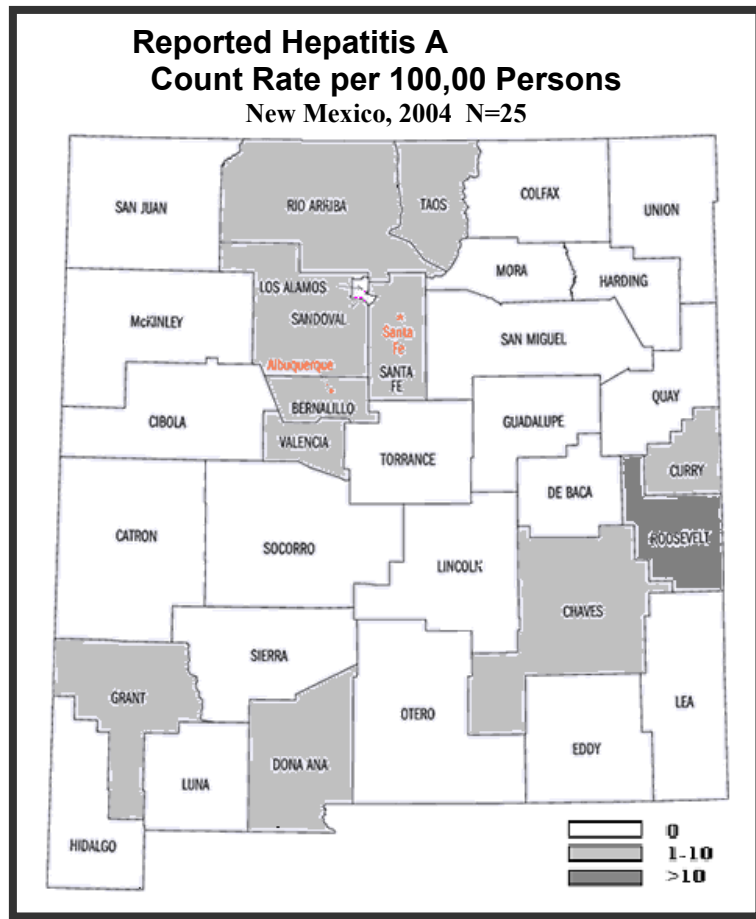 Reported Hepatitis A
Count Rate per 100,00 Persons
New Mexico, 2004 N=25
SAN JUAN
RIO ARRIBA
TAOS
COLFAX
UNION
MORA
HARDING
LOS ALAMOS
McKINLEY
SANDOVAL
Santa
Fe
SAN MIGUEL
Albuquerque
SANTA
FE
QUAY
BERNALILLO
CIBOLA
GUADALUPE
VALENCIA
TORRANCE
CURRY
DE BACA
CATRON
SOCORRO
ROOSEVELT
LINCOLN
CHAVES
SIERRA
GRANT
OTERO
LEA
EDDY
DONA ANA
LUNA
HIDALGO
0
1-10
>10